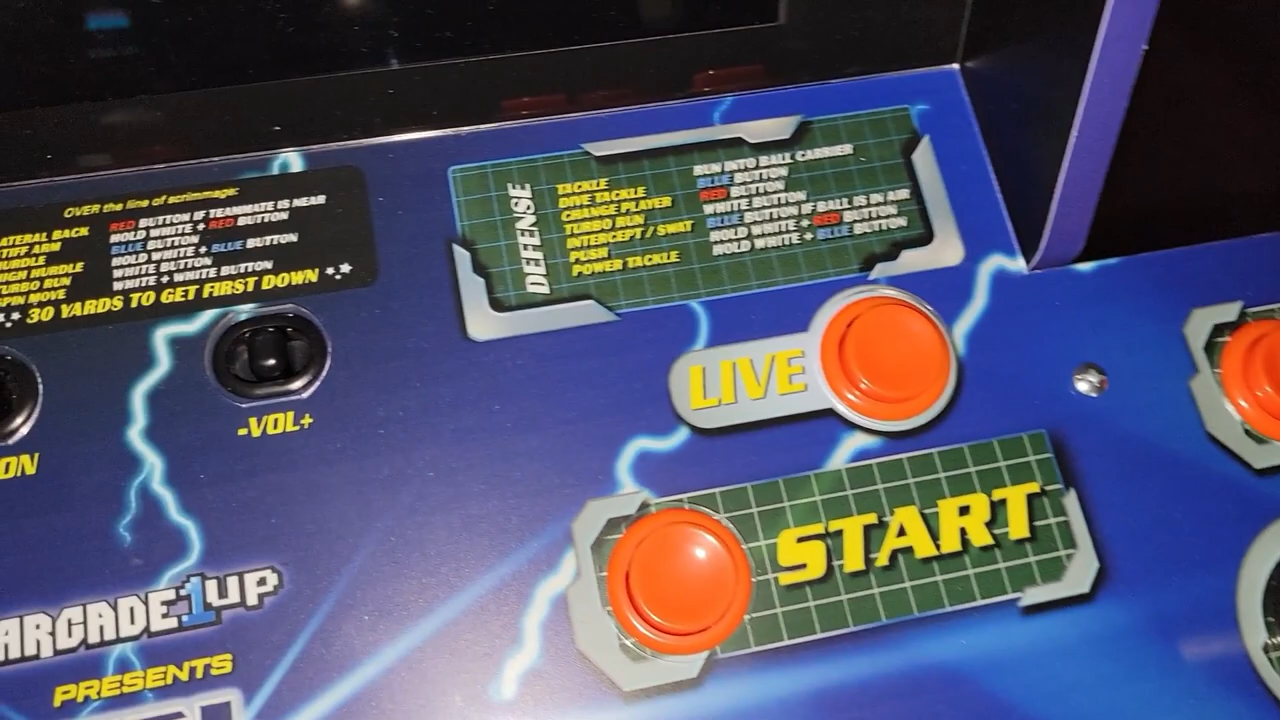 OVER the line of scrimmage:
ATERAL BACK RED BUTTON IF TEAMMATE IS NEAR
TIFF ARM HOLD WHITE + RED BUTTON
URDLE BLUE BUTTON
IGH HURDLE HOLD WHITE + BLUE BUTTON
TURBO RUN WHITE BUTTON
SPIN MOVE WHITE + WHITE BUTTON
30 YARDS TO GET FIRST DOWN
DEFENSE
TACKLE RUN INTO BALL CARRIER
DIVE TACKLE BLUE BUTTON
CHANGE PLAYER RED BUTTON
TURBO RUN WHITE BUTTON
INTERCEPT / SWAT BLUE BUTTON IF BALL IS IN AIR
PUSH HOLD WHITE + RED BUTTON
POWER TACKLE HOLD WHITE + BLUE BUTTON
LIVE
-VOL+
ON
START
ARCADE1UP
PRESENTS